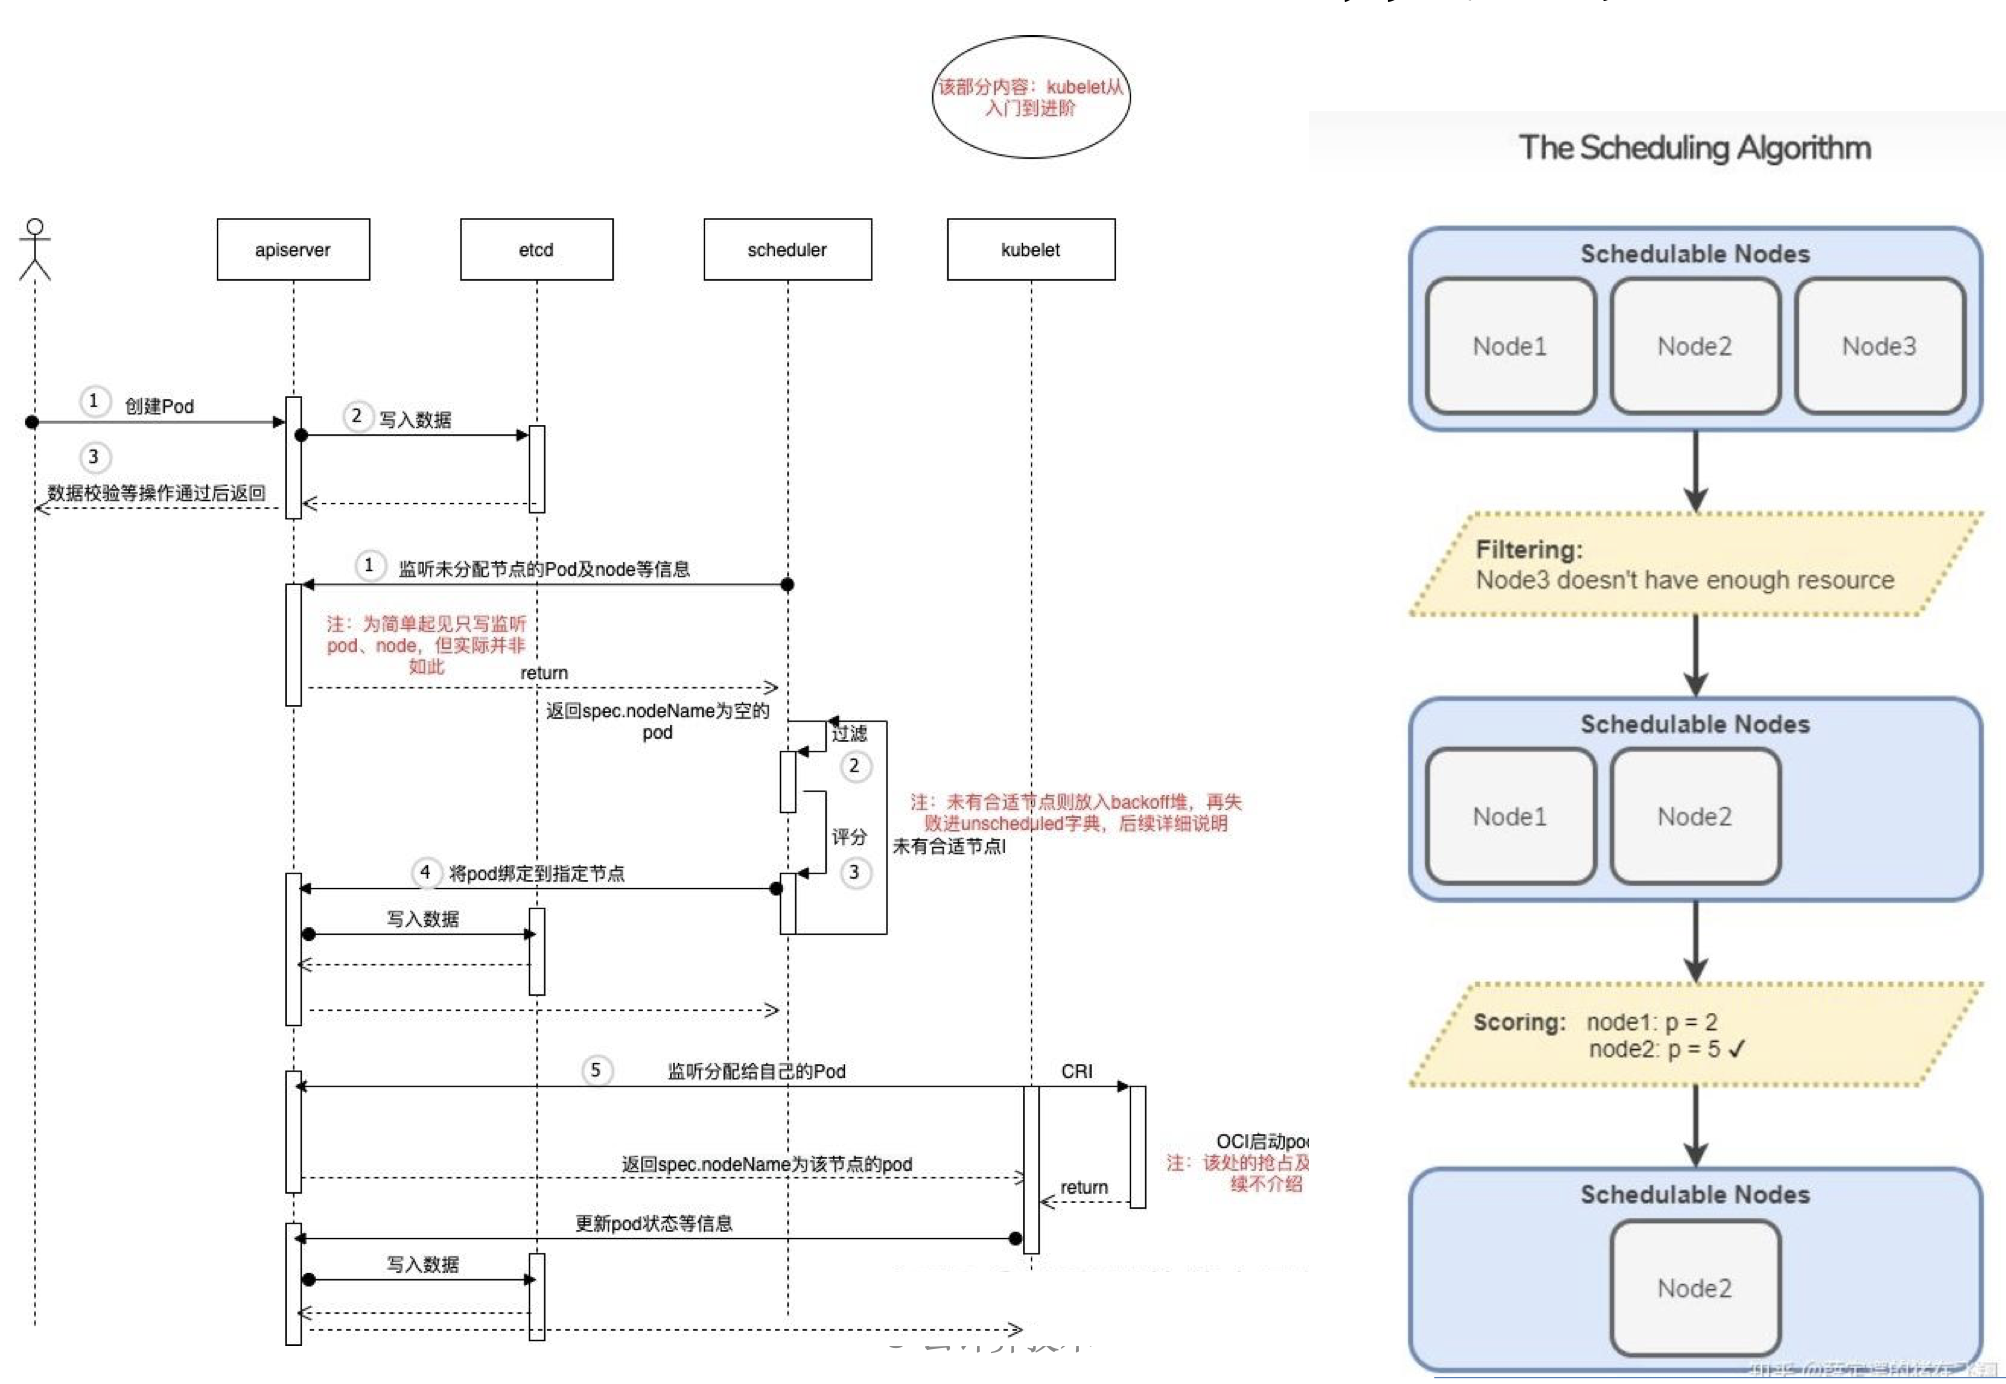 该部分内容：kubelet从
入门到进阶
apiserver
etcd
scheduler
kubelet
1
创建Pod
2
写入数据
3
数据校验等操作通过后返回
1
监听未分配节点的Pod及node等信息
注：为简单起见只写监听
pod、node，但实际并非
如此
return
返回spec.nodeName为空的
pod
过滤
2
注：未有合适节点则放入backoff堆，再失
败进unscheduled字典，后续详细说明
评分
未有合适节点l
3
4
将pod绑定到指定节点
写入数据
5
监听分配给自己的Pod
CRI
OCI启动
注：该处的抢占及
续不介绍
返回spec.nodeName为该节点的pod
return
更新pod状态等信息
写入数据
The Scheduling Algorithm
Schedulable Nodes
Node1
Node2
Node3
Filtering:
Node3 doesn't have enough resource
Schedulable Nodes
Node1
Node2
Scoring: node1: p = 2
node2: p = 5 ✓
Schedulable Nodes
Node2